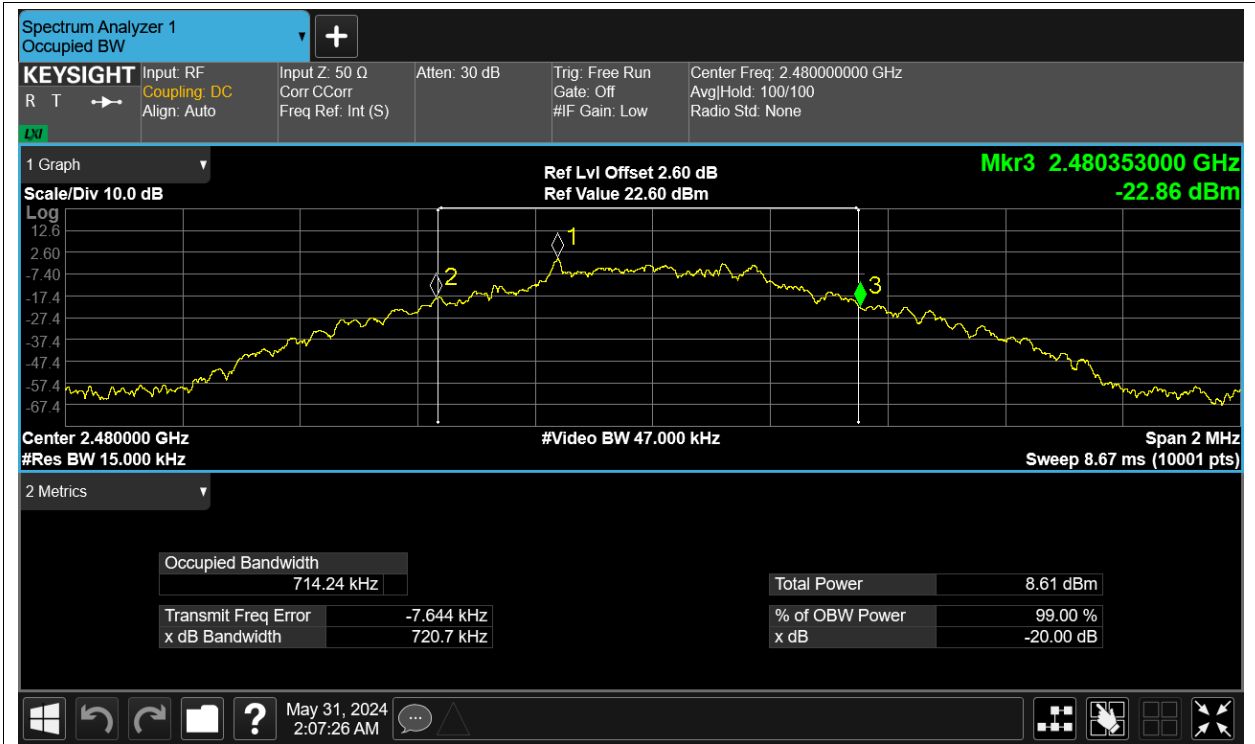 Spectrum Analyzer 1
Occupied BW
KEYSIGHT
R T
LXI
Input: RF
Coupling: DC
Align: Auto
Input Z: 50 Ω
Corr CCorr
Freq Ref: Int (S)
Atten: 30 dB
Trig: Free Run
Gate: Off
#IF Gain: Low
Center Freq: 2.480000000 GHz
Avg|Hold: 100/100
Radio Std: None
1 Graph
Scale/Div 10.0 dB
Ref Lvl Offset 2.60 dB
Ref Value 22.60 dBm
Mkr3 2.480353000 GHz
-22.86 dBm
Log
12.6
2.60
-7.40
-17.4
-27.4
-37.4
-47.4
-57.4
-67.4
1
2
3
Center 2.480000 GHz
#Video BW 47.000 kHz
Span 2 MHz
#Res BW 15.000 kHz
Sweep 8.67 ms (10001 pts)
2 Metrics
Occupied Bandwidth
714.24 kHz
Transmit Freq Error -7.644 kHz
x dB Bandwidth 720.7 kHz
Total Power 8.61 dBm
% of OBW Power 99.00 %
x dB -20.00 dB
?
May 31, 2024
2:07:26 AM